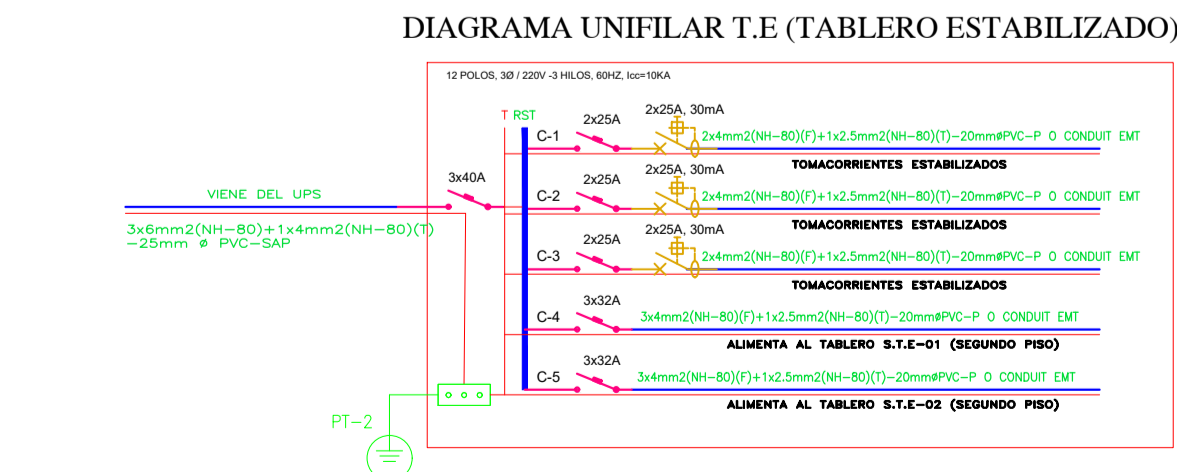 DIAGRAMA UNIFILAR T.E (TABLERO ESTABILIZADO)
12 POLOS, 3Ø / 220V -3 HILOS, 60HZ, Icc=10KA
T RST
C-1
2x25A
2x25A, 30mA
2x4mm2(NH-80)(F)+1x2.5mm2(NH-80)(T)-20mmøPVC-P O CONDUIT EMT
TOMACORRIENTES ESTABILIZADOS
3x40A
VIENE DEL UPS
3x6mm2(NH-80)+1x4mm2(NH-80)(T)
-25mm ø PVC-SAP
C-2
2x25A
2x25A, 30mA
2x4mm2(NH-80)(F)+1x2.5mm2(NH-80)(T)-20mmøPVC-P O CONDUIT EMT
TOMACORRIENTES ESTABILIZADOS
C-3
2x25A
2x25A, 30mA
2x4mm2(NH-80)(F)+1x2.5mm2(NH-80)(T)-20mmøPVC-P O CONDUIT EMT
TOMACORRIENTES ESTABILIZADOS
C-4
3x32A
3x4mm2(NH-80)(F)+1x2.5mm2(NH-80)(T)-20mmøPVC-P O CONDUIT EMT
ALIMENTA AL TABLERO S.T.E-01 (SEGUNDO PISO)
C-5
3x32A
3x4mm2(NH-80)(F)+1x2.5mm2(NH-80)(T)-20mmøPVC-P O CONDUIT EMT
ALIMENTA AL TABLERO S.T.E-02 (SEGUNDO PISO)
PT-2